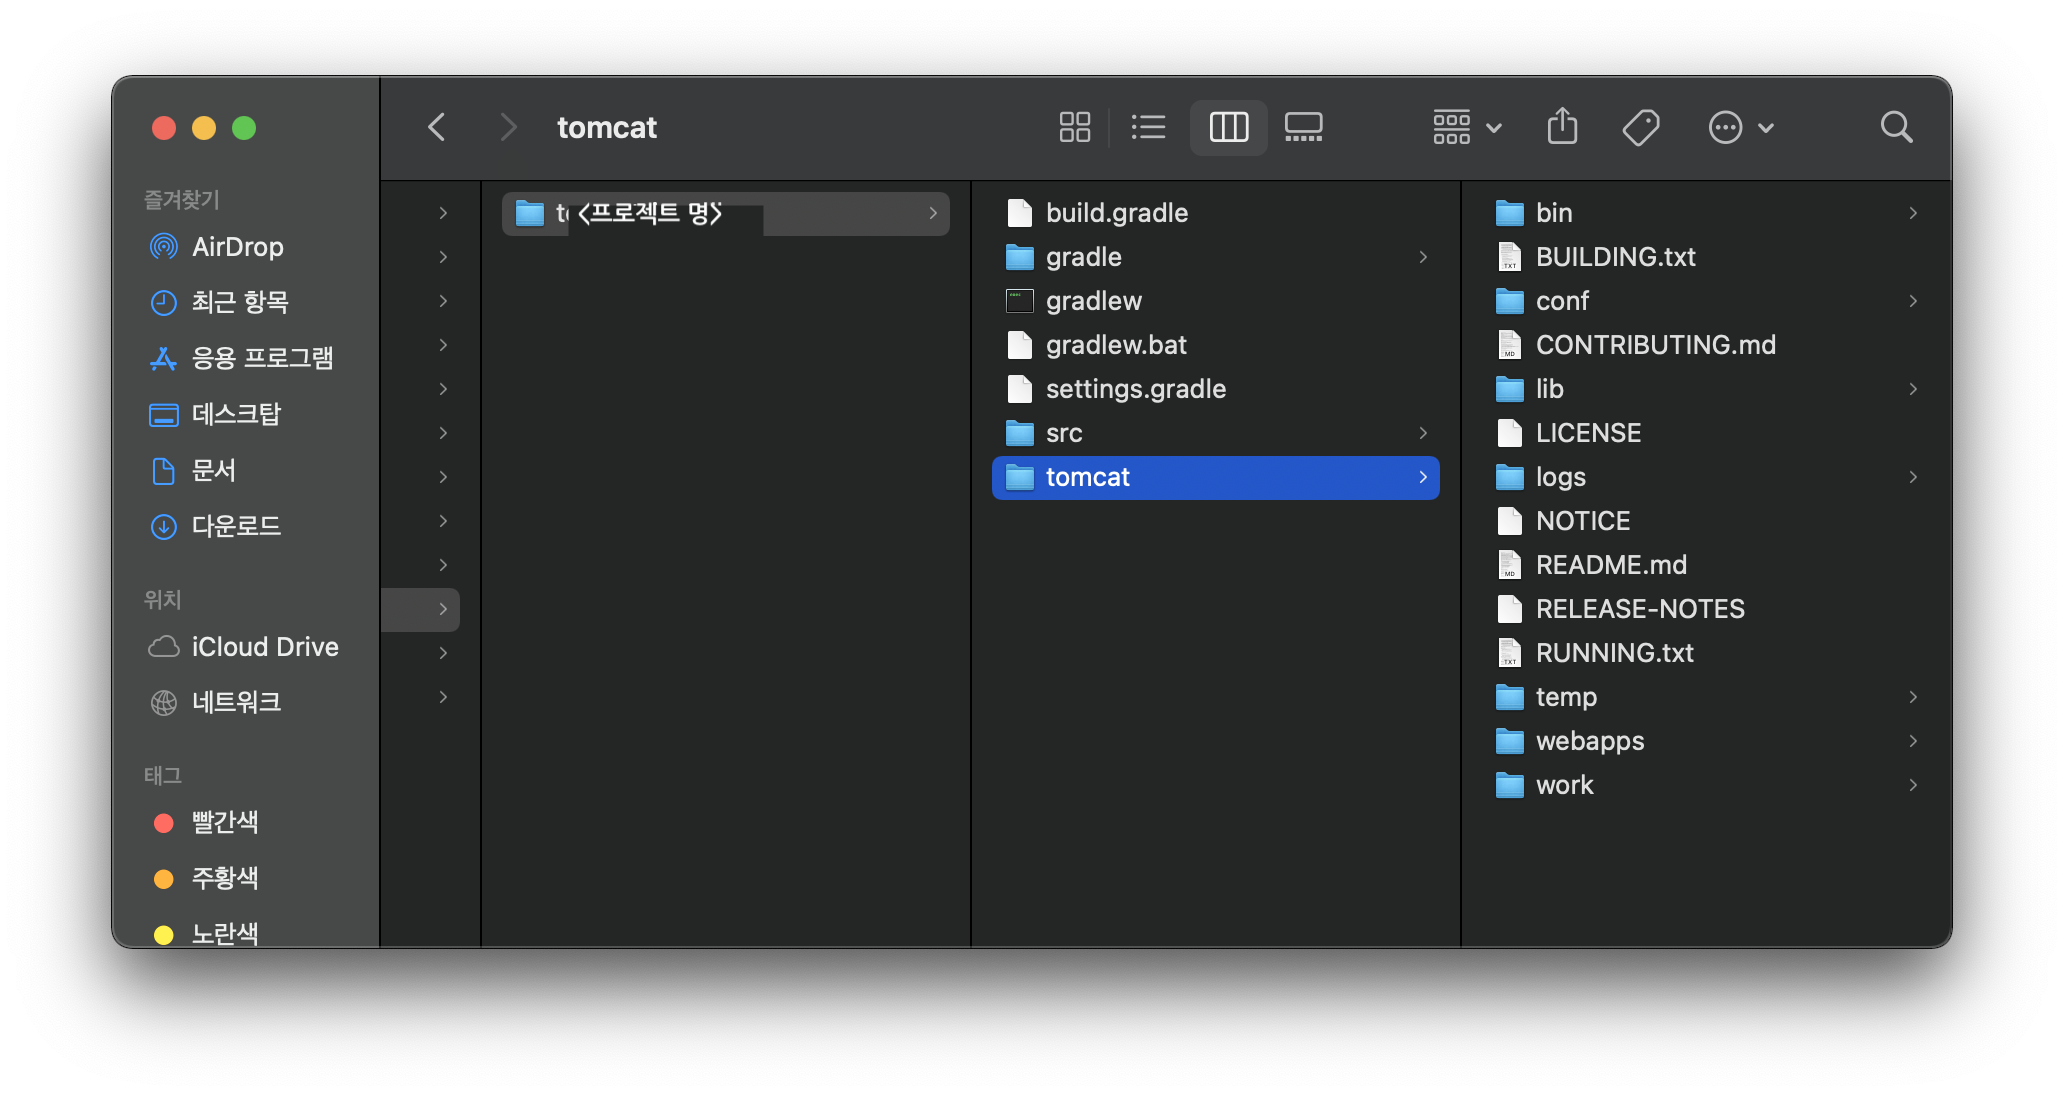 tomcat
즐겨찾기
AirDrop
최근 항목
응용 프로그램
데스크탑
문서
다운로드
위치
iCloud Drive
네트워크
태그
빨간색
주황색
노란색
<프로젝트 명>
build.gradle
gradle
gradlew
gradlew.bat
settings.gradle
src
tomcat
bin
BUILDING.txt
conf
CONTRIBUTING.md
lib
LICENSE
logs
NOTICE
README.md
RELEASE-NOTES
RUNNING.txt
temp
webapps
work